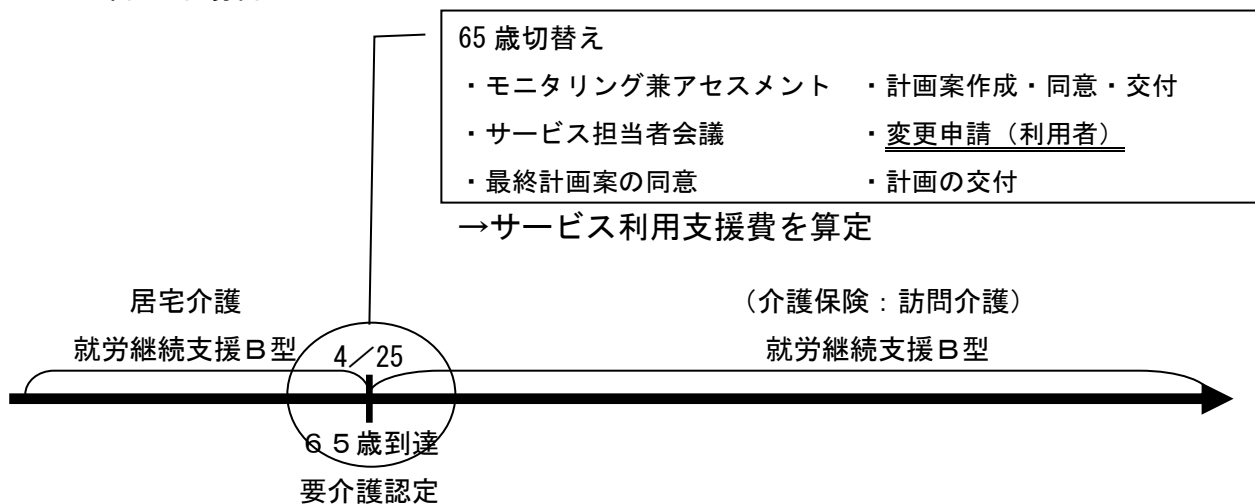 65歳切替え
・モニタリング兼アセスメント ・計画案作成・同意・交付
・サービス担当者会議 ・変更申請（利用者）
・最終計画案の同意 ・計画の交付
→サービス利用支援費を算定
居宅介護 （介護保険：訪問介護）
就労継続支援Ｂ型 4／25 就労継続支援Ｂ型
６５歳到達
要介護認定